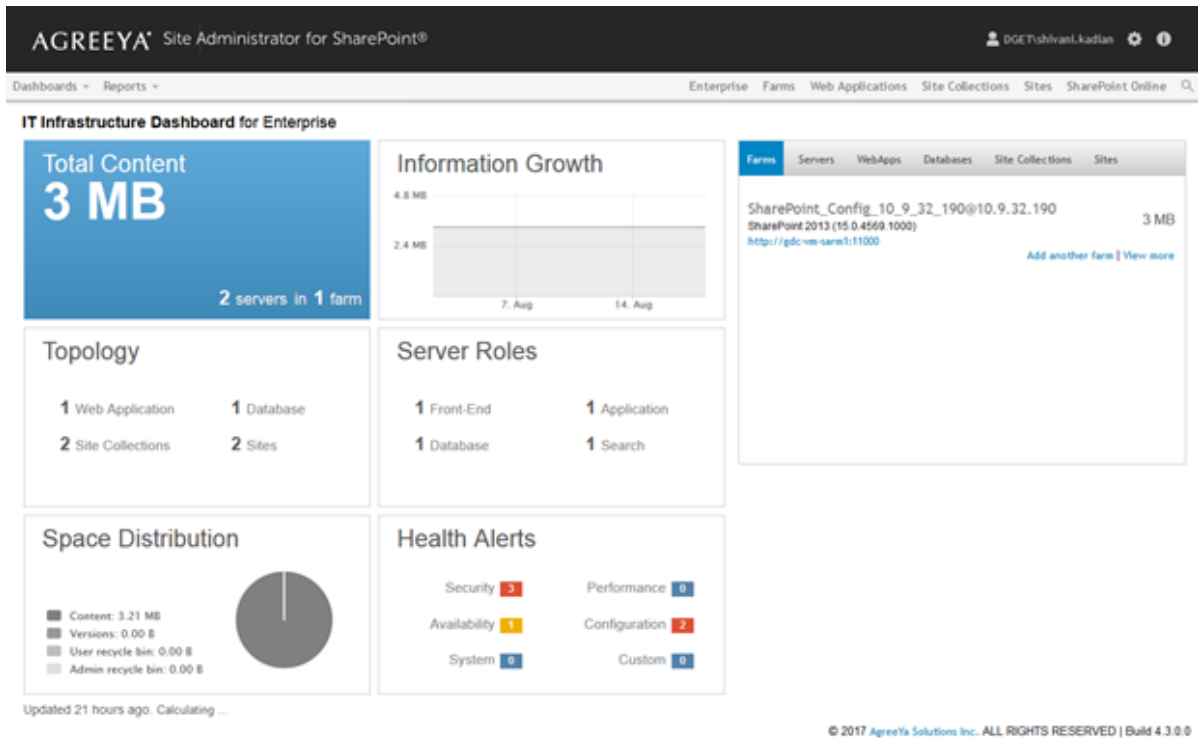 AGREEYA® Site Administrator for SharePoint®
DGET\shivani.kadian
Dashboards Reports
Enterprise Farms Web Applications Site Collections Sites SharePoint Online
IT Infrastructure Dashboard for Enterprise
Total Content
3 MB
2 servers in 1 farm
Information Growth
4.8 MB
2.4 MB
7. Aug 14. Aug
Farms Servers WebApps Databases Site Collections Sites
SharePoint_Config_10_9_32_190@10.9.32.190
3 MB
SharePoint 2013 (15.0.4569.1000)
http://gdc-vm-sarm1:11000
Add another farm | View more
Topology
1 Web Application 1 Database
2 Site Collections 2 Sites
Server Roles
1 Front-End 1 Application
1 Database 1 Search
Space Distribution
Content: 3.21 MB
Versions: 0.00 B
User recycle bin: 0.00 B
Admin recycle bin: 0.00 B
Health Alerts
Security 3 Performance 0
Availability 1 Configuration 2
System 0 Custom 0
Updated 21 hours ago. Calculating ...
© 2017 AgreeYa Solutions Inc. ALL RIGHTS RESERVED | Build 4.3.0.0